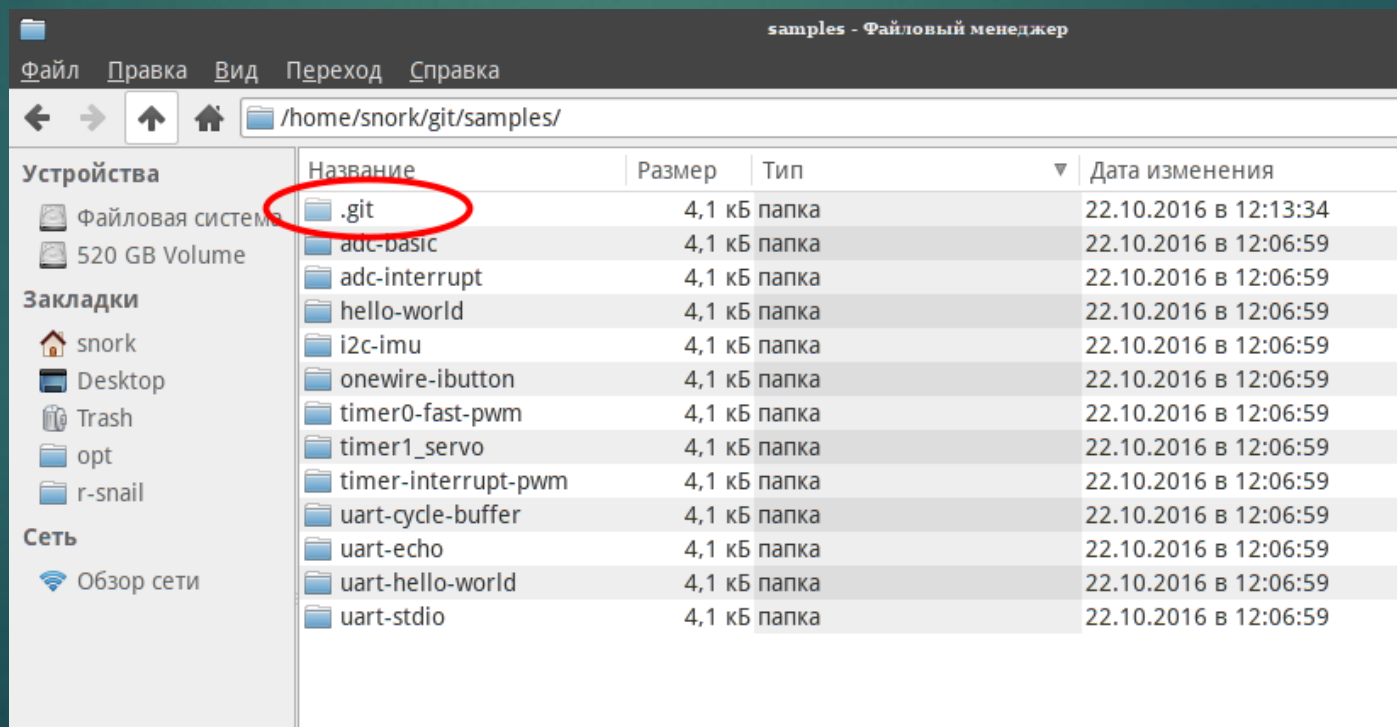 samples - Файловый менеджер
Файл Правка Вид Переход Справка
/home/snork/git/samples/
Устройства
Файловая система
520 GB Volume
Закладки
snork
Desktop
Trash
opt
r-snail
Сеть
Обзор сети
Название Размер Тип Дата изменения
.git 4,1 кБ папка 22.10.2016 в 12:13:34
adc-basic 4,1 кБ папка 22.10.2016 в 12:06:59
adc-interrupt 4,1 кБ папка 22.10.2016 в 12:06:59
hello-world 4,1 кБ папка 22.10.2016 в 12:06:59
i2c-imu 4,1 кБ папка 22.10.2016 в 12:06:59
onewire-ibutton 4,1 кБ папка 22.10.2016 в 12:06:59
timer0-fast-pwm 4,1 кБ папка 22.10.2016 в 12:06:59
timer1_servo 4,1 кБ папка 22.10.2016 в 12:06:59
timer-interrupt-pwm 4,1 кБ папка 22.10.2016 в 12:06:59
uart-cycle-buffer 4,1 кБ папка 22.10.2016 в 12:06:59
uart-echo 4,1 кБ папка 22.10.2016 в 12:06:59
uart-hello-world 4,1 кБ папка 22.10.2016 в 12:06:59
uart-stdio 4,1 кБ папка 22.10.2016 в 12:06:59